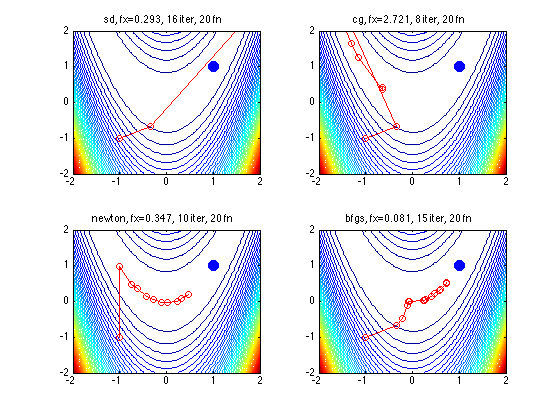 sd, fx=0.293, 16iter, 20fn
2
1
0
-1
-2
-2 -1 0 1 2
cg, fx=2.721, 8iter, 20fn
2
1
0
-1
-2
-2 -1 0 1 2
newton, fx=0.347, 10iter, 20fn
2
1
0
-1
-2
-2 -1 0 1 2
bfgs, fx=0.081, 15iter, 20fn
2
1
0
-1
-2
-2 -1 0 1 2